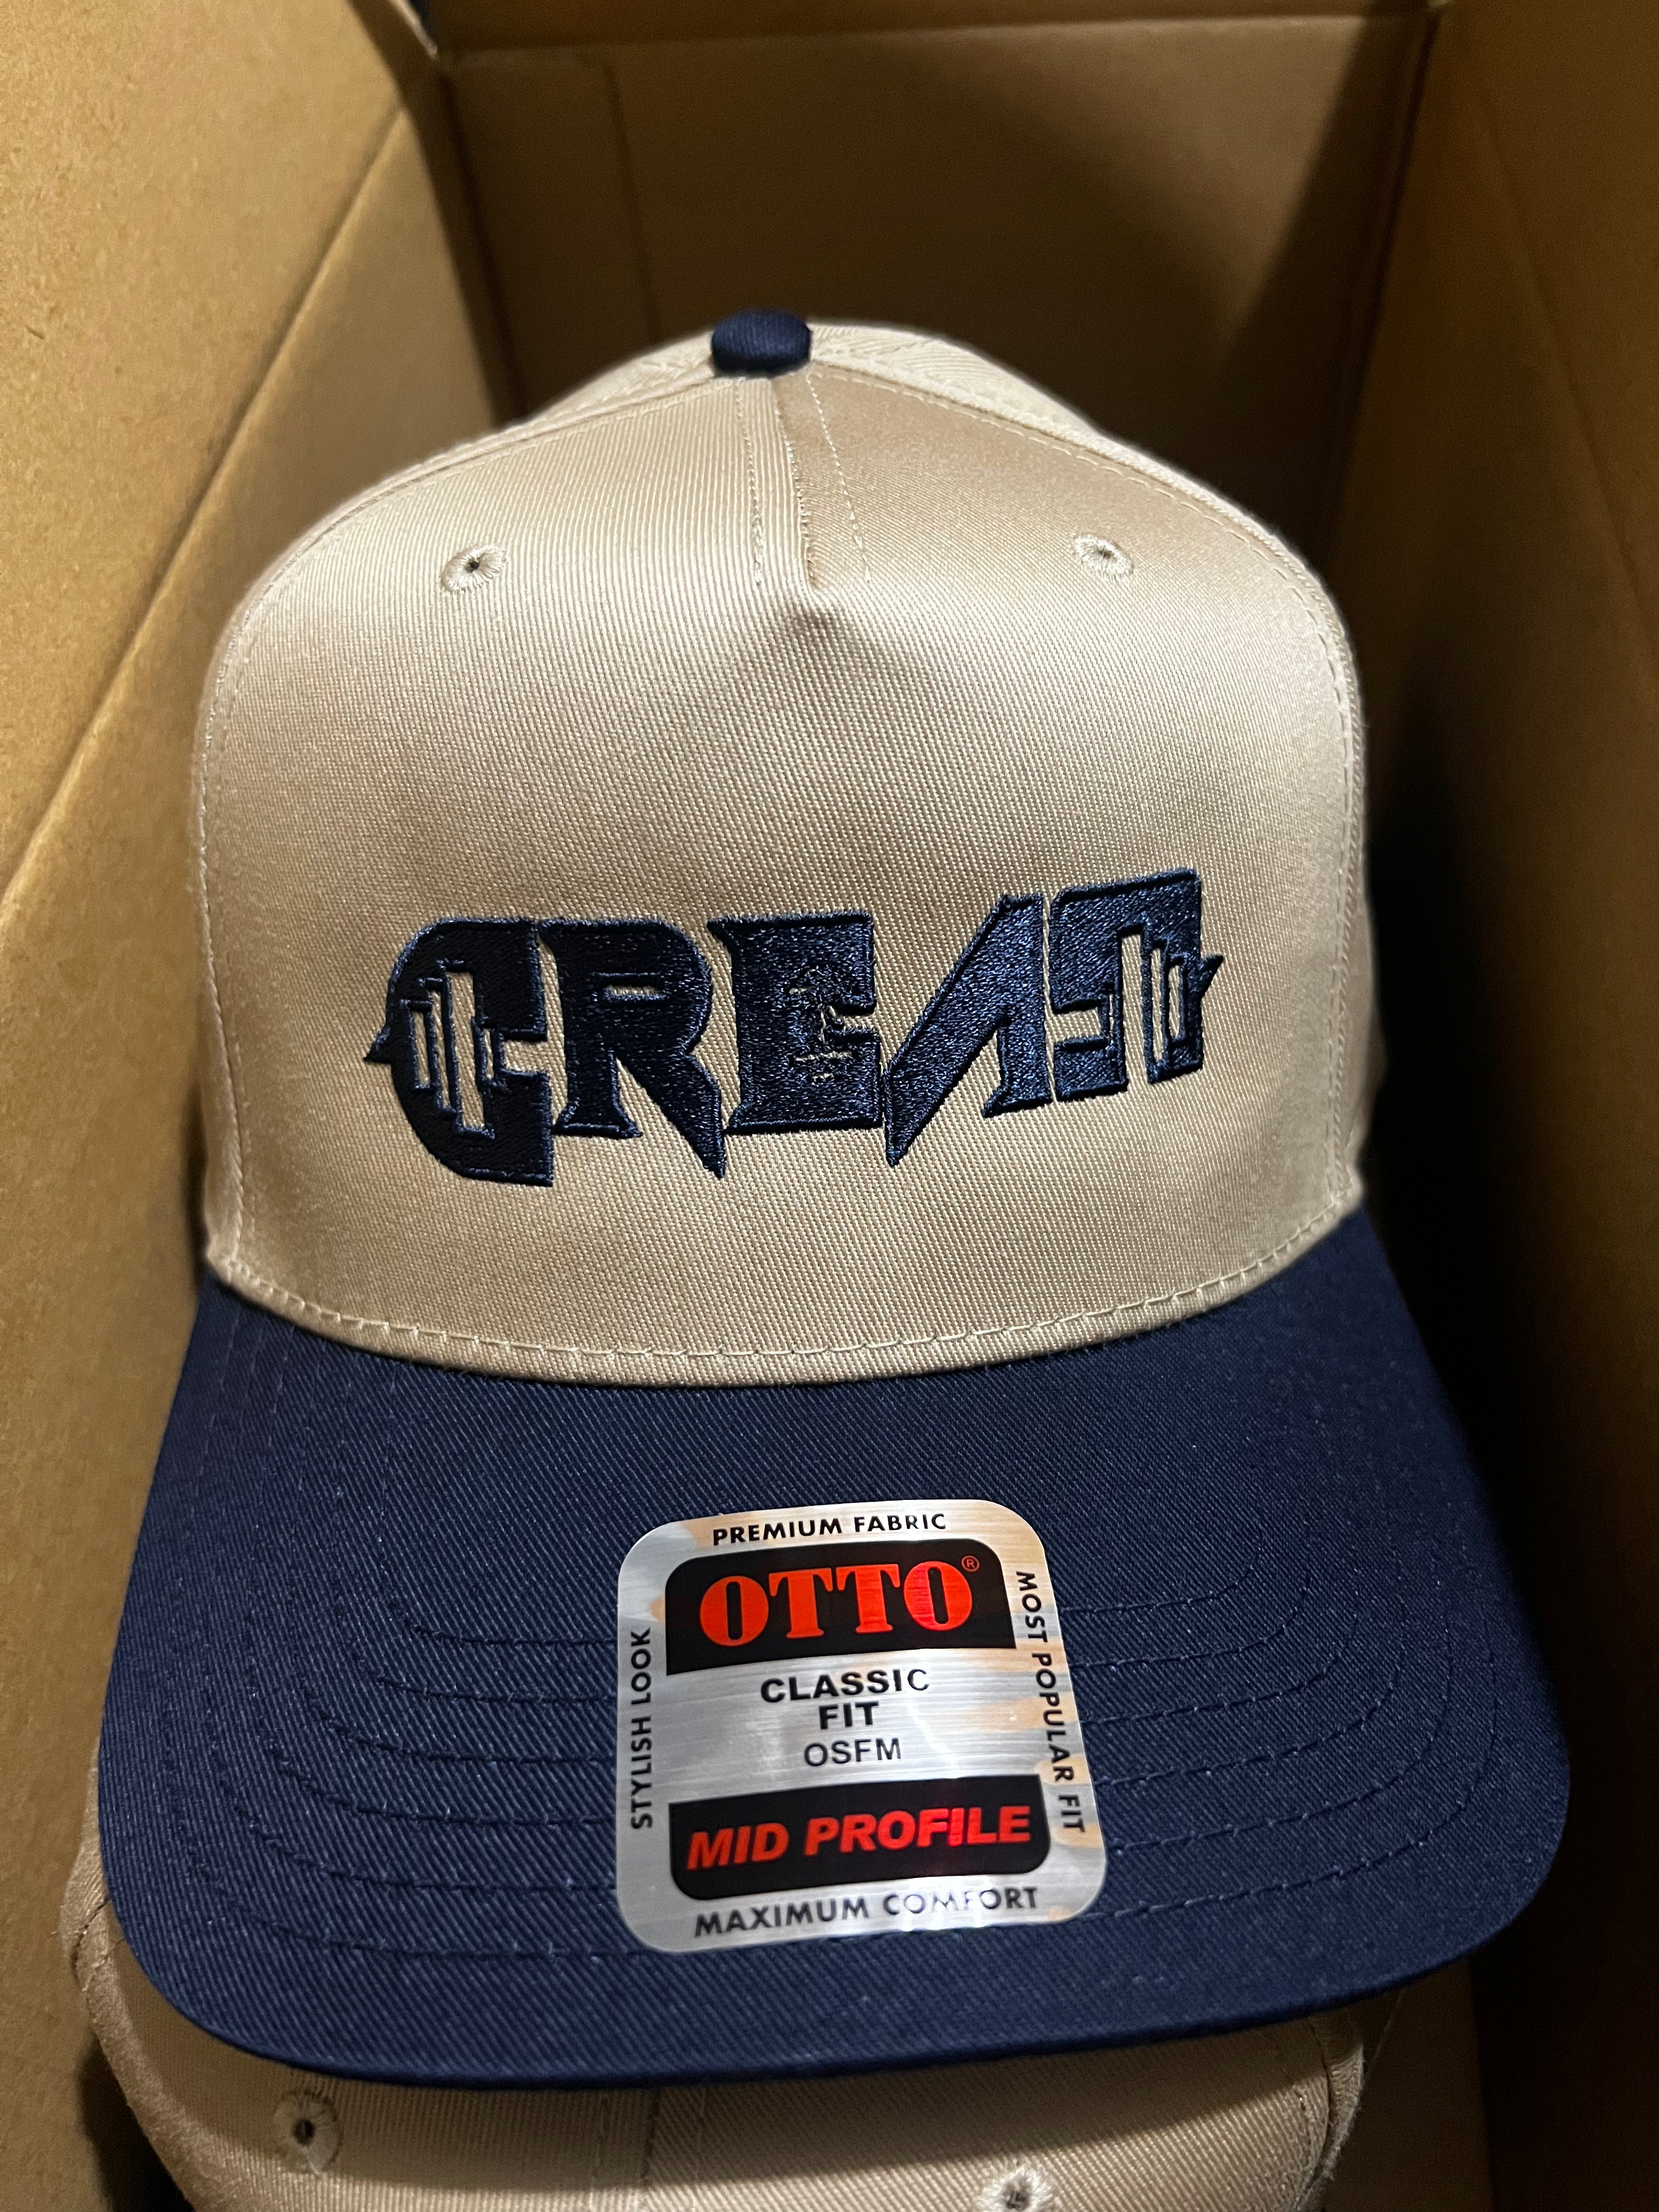 PREMIUM FABRIC
OTTO®
STYLISH LOOK
CLASSIC
FIT
OSFM
MOST POPULAR FIT
MID PROFILE
MAXIMUM COMFORT